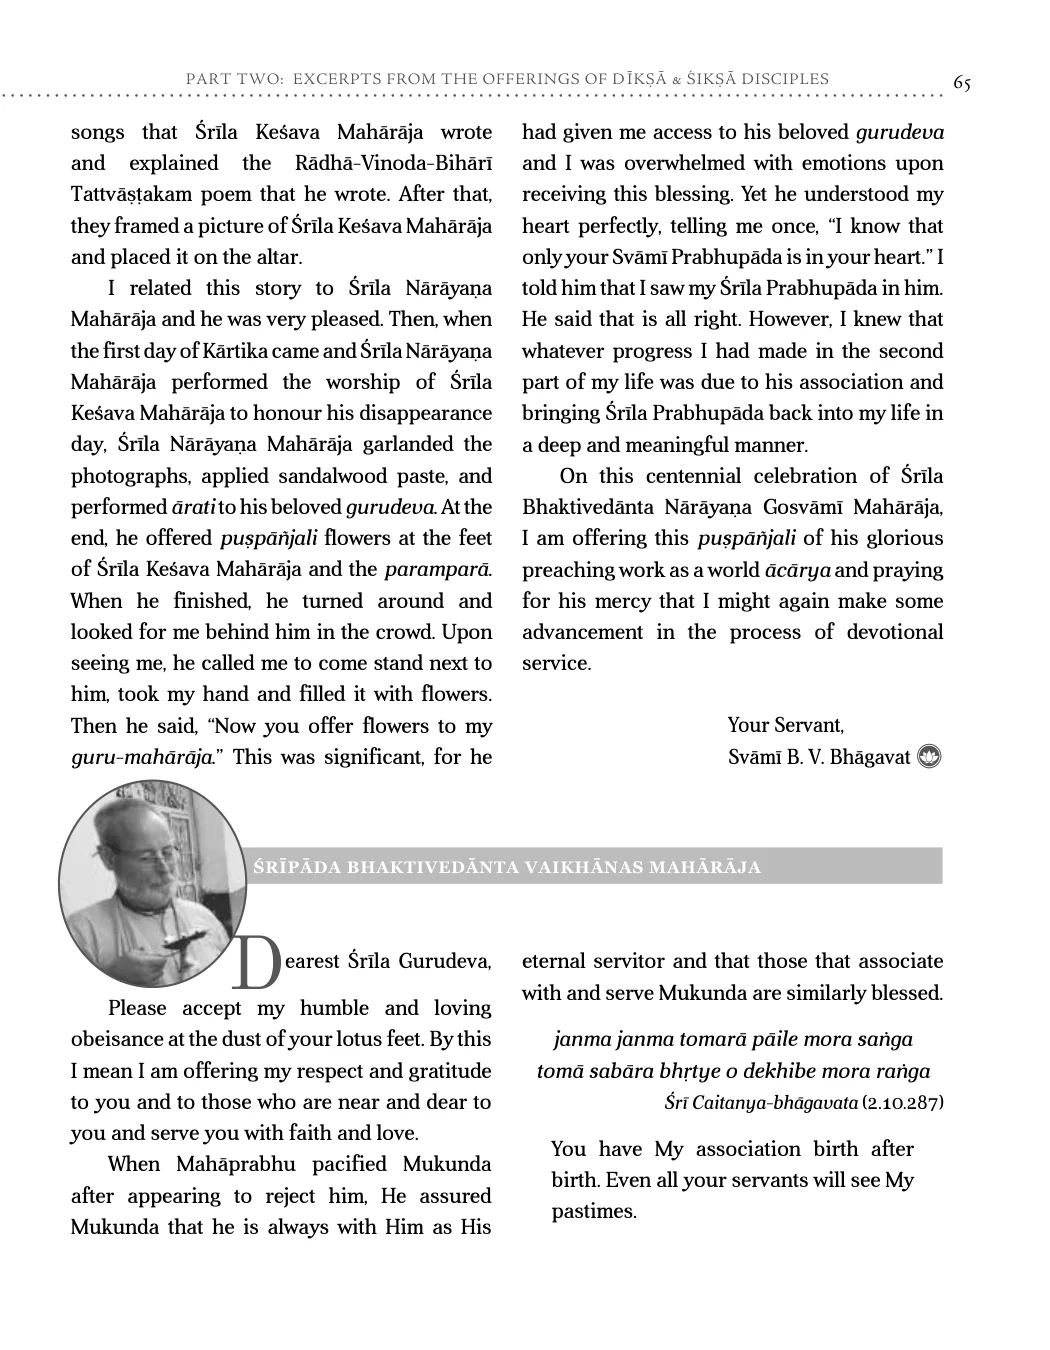 PART TWO: EXCERPTS FROM THE OFFERINGS OF DĪKṢĀ & ŚIKṢĀ DISCIPLES
65
songs that Śrīla Keśava Mahārāja wrote
and explained the Rādhā-Vinoda-Bihārī
Tattvāṣṭakam poem that he wrote. After that,
they framed a picture of Śrīla Keśava Mahārāja
and placed it on the altar.
I related this story to Śrīla Nārāyaṇa
Mahārāja and he was very pleased. Then, when
the first day of Kārtika came and Śrīla Nārāyaṇa
Mahārāja performed the worship of Śrīla
Keśava Mahārāja to honour his disappearance
day, Śrīla Nārāyaṇa Mahārāja garlanded the
photographs, applied sandalwood paste, and
performed ārati to his beloved gurudeva. At the
end, he offered puṣpāñjali flowers at the feet
of Śrīla Keśava Mahārāja and the paramparā.
When he finished, he turned around and
looked for me behind him in the crowd. Upon
seeing me, he called me to come stand next to
him, took my hand and filled it with flowers.
Then he said, “Now you offer flowers to my
guru-mahārāja.” This was significant, for he
had given me access to his beloved gurudeva
and I was overwhelmed with emotions upon
receiving this blessing. Yet he understood my
heart perfectly, telling me once, “I know that
only your Svāmī Prabhupāda is in your heart.” I
told him that I saw my Śrīla Prabhupāda in him.
He said that is all right. However, I knew that
whatever progress I had made in the second
part of my life was due to his association and
bringing Śrīla Prabhupāda back into my life in
a deep and meaningful manner.
On this centennial celebration of Śrīla
Bhaktivedānta Nārāyaṇa Gosvāmī Mahārāja,
I am offering this puṣpāñjali of his glorious
preaching work as a world ācārya and praying
for his mercy that I might again make some
advancement in the process of devotional
service.
Your Servant,
Svāmī B. V. Bhāgavat
ŚRĪPĀDA BHAKTIVEDĀNTA VAIKHĀNAS MAHĀRĀJA
Dearest Śrīla Gurudeva,
Please accept my humble and loving
obeisance at the dust of your lotus feet. By this
I mean I am offering my respect and gratitude
to you and to those who are near and dear to
you and serve you with faith and love.
When Mahāprabhu pacified Mukunda
after appearing to reject him, He assured
Mukunda that he is always with Him as His
eternal servitor and that those that associate
with and serve Mukunda are similarly blessed.
janma janma tomarā pāile mora saṅga
tomā sabāra bhṛtye o dekhibe mora raṅga
Śrī Caitanya-bhāgavata (2.10.287)
You have My association birth after
birth. Even all your servants will see My
pastimes.